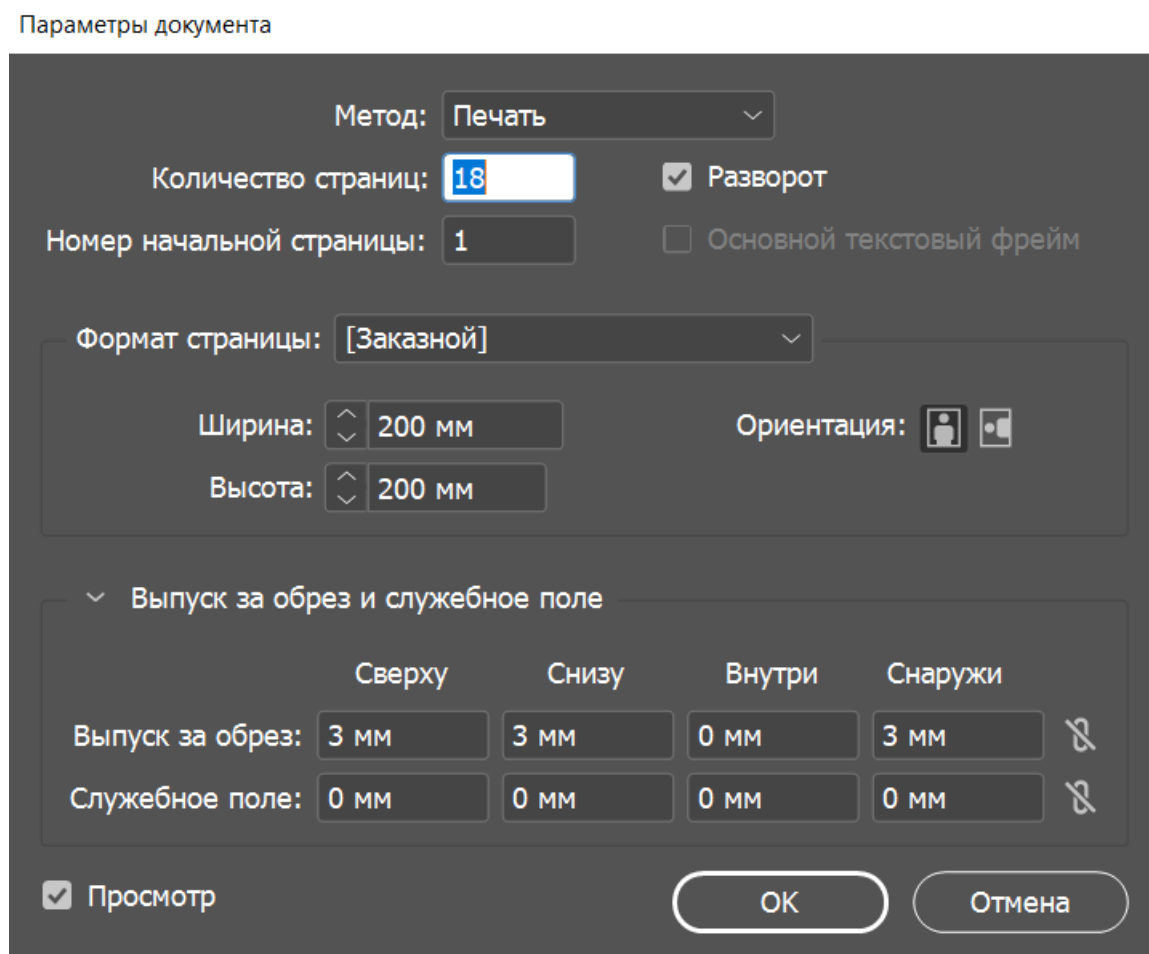 Параметры документа
Метод: Печать
Количество страниц: 18 Разворот
Номер начальной страницы: 1 Основной текстовый фрейм
Формат страницы: [Заказной]
Ширина: 200 мм Ориентация:
Высота: 200 мм
Выпуск за обрез и служебное поле
Сверху Снизу Внутри Снаружи
Выпуск за обрез: 3 мм 3 мм 0 мм 3 мм
Служебное поле: 0 мм 0 мм 0 мм 0 мм
Просмотр ОК Отмена